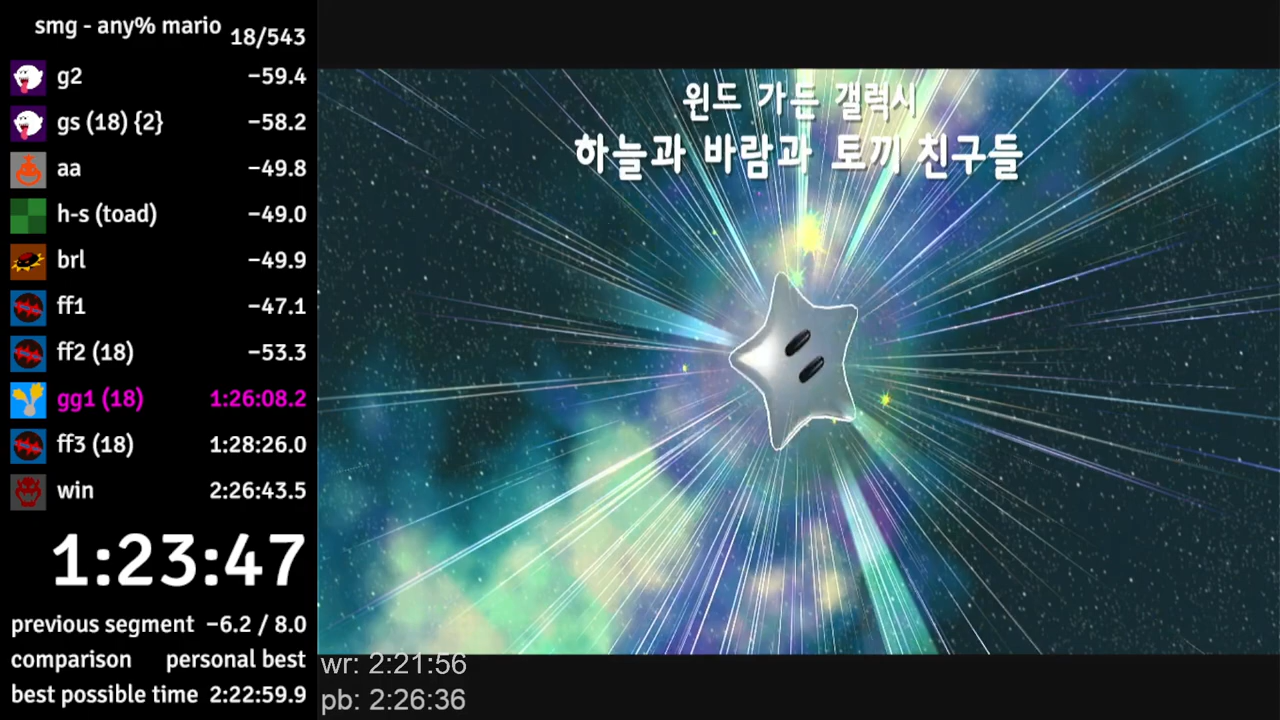 smg - any% mario
18/543
g2 −59.4
gs (18) {2} −58.2
aa −49.8
h-s (toad) −49.0
brl −49.9
ff1 −47.1
ff2 (18) −53.3
gg1 (18) 1:26:08.2
ff3 (18) 1:28:26.0
win 2:26:43.5
1:23:47
previous segment −6.2 / 8.0
comparison personal best
best possible time 2:22:59.9
윈드 가든 갤럭시
하늘과 바람과 토끼 친구들
wr: 2:21:56
pb: 2:26:36